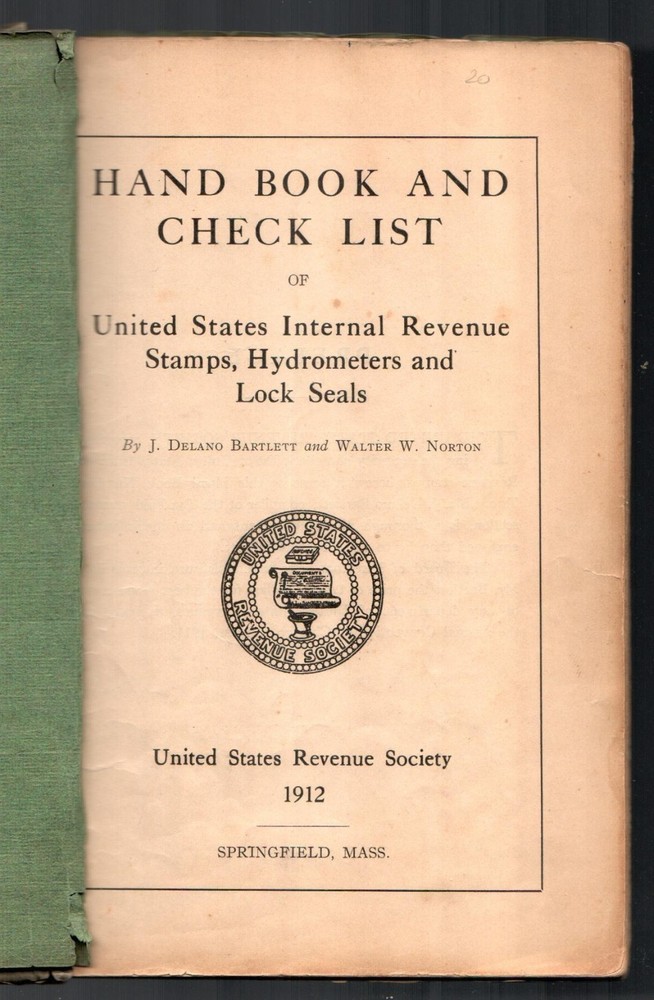 20
HAND BOOK AND
CHECK LIST
OF
United States Internal Revenue
Stamps, Hydrometers and
Lock Seals
By J. DELANO BARTLETT and WALTER W. NORTON
UNITED STATES
DOCUMENTS
REVENUE SOCIETY
United States Revenue Society
1912
SPRINGFIELD, MASS.